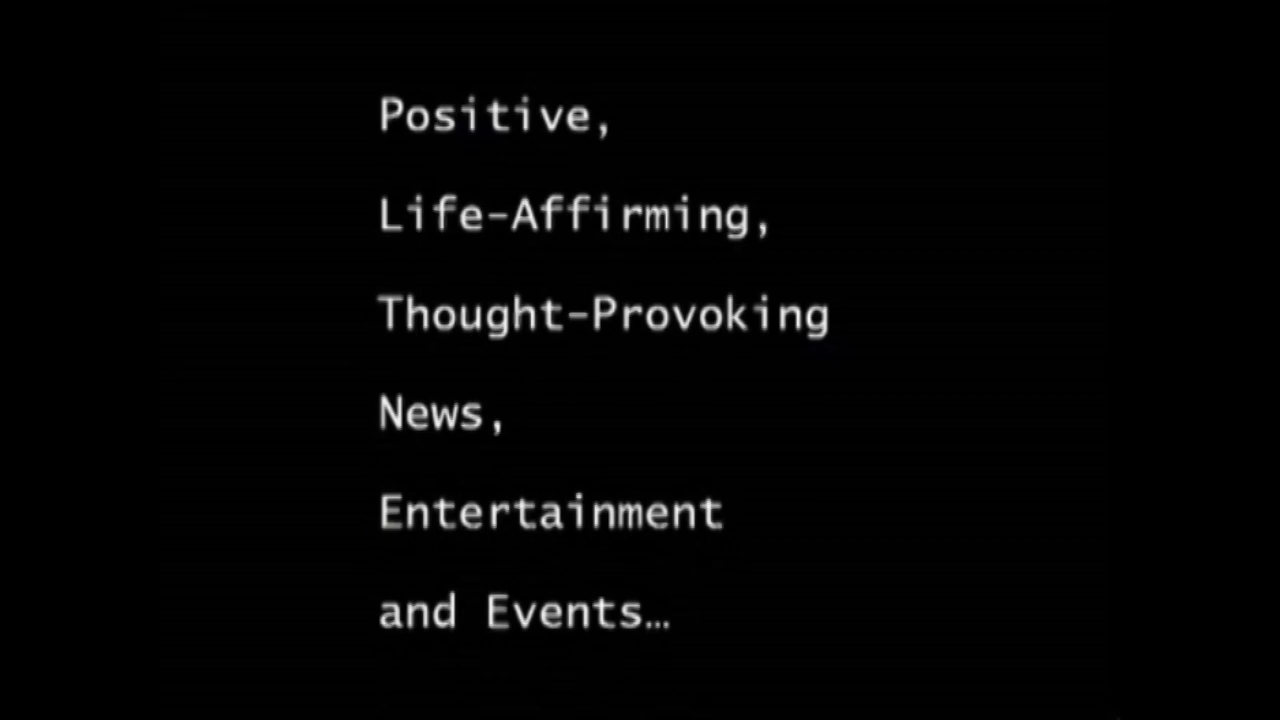 Positive,
Life-Affirming,
Thought-Provoking
News,
Entertainment
and Events…